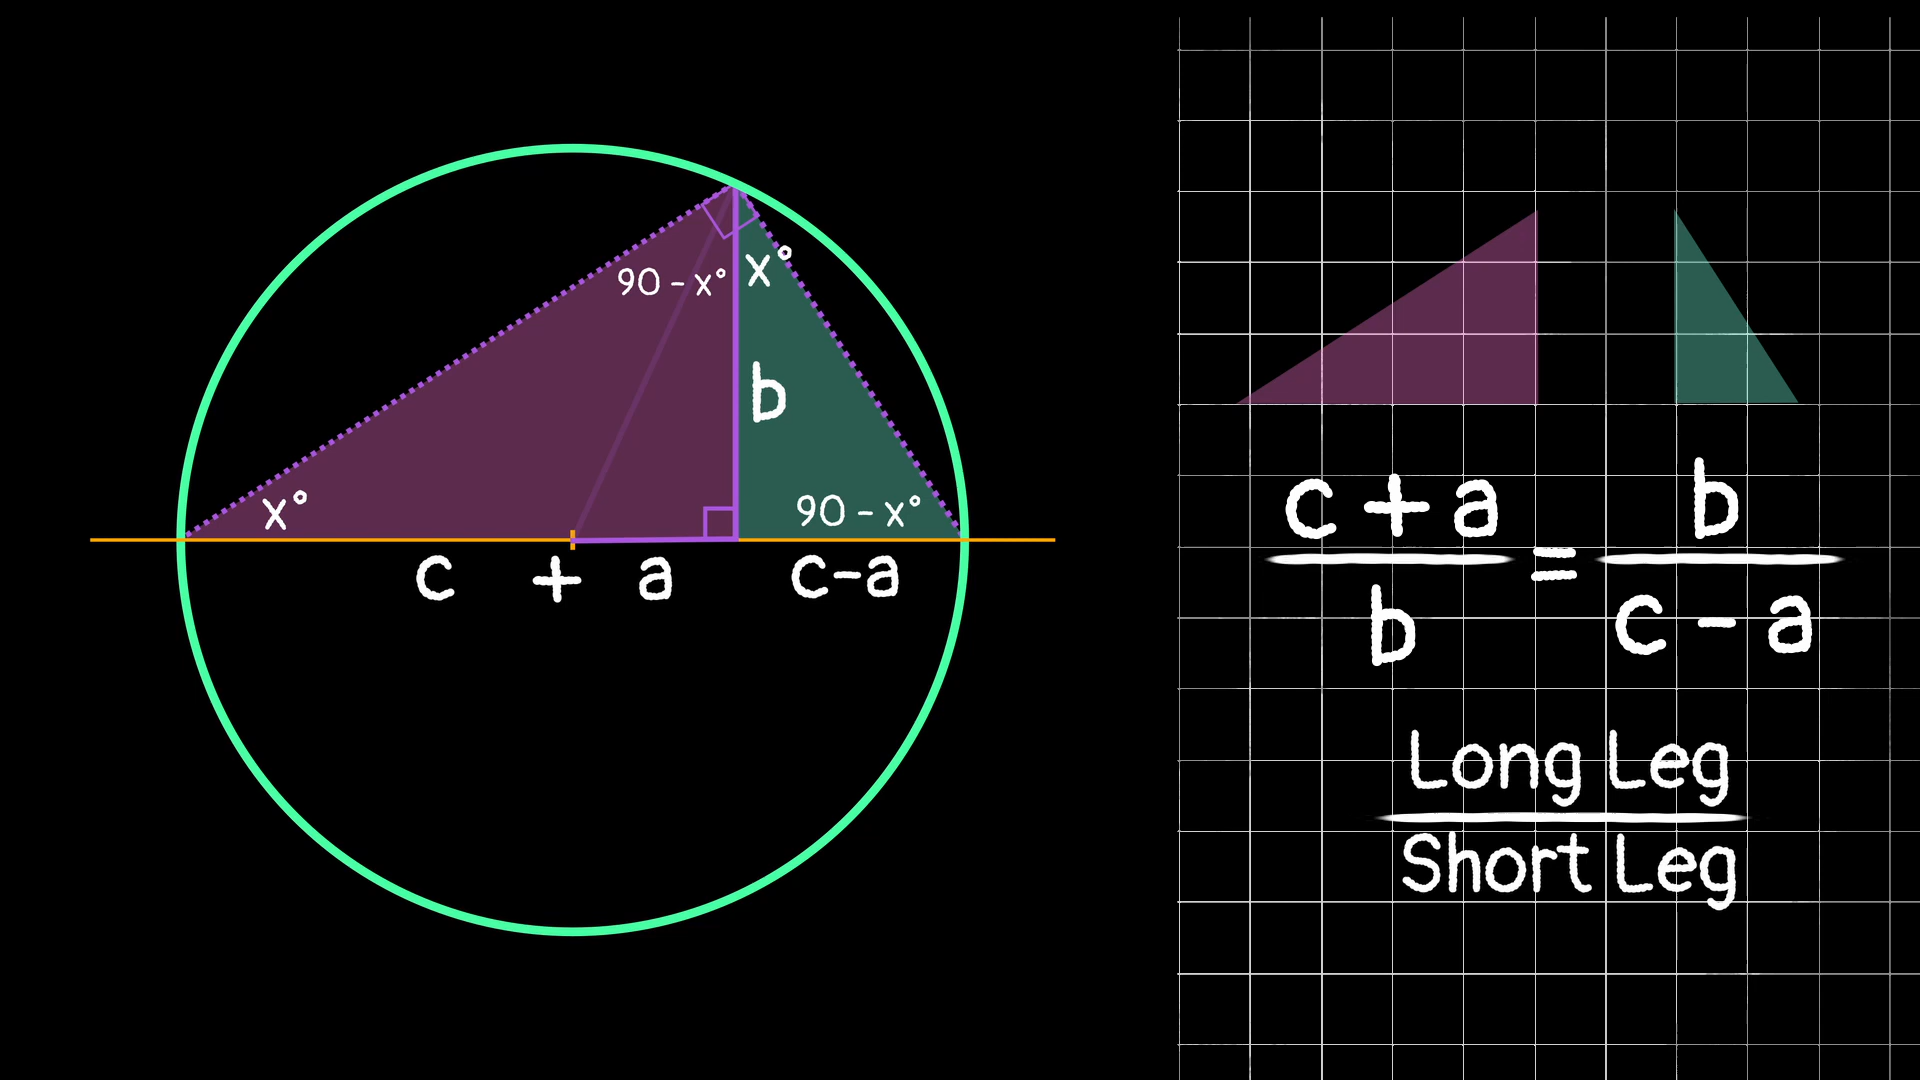 90 - x°
x°
b
x°
90 - x°
c + a
c-a
c + a
b
=
b
c - a
Long Leg
Short Leg